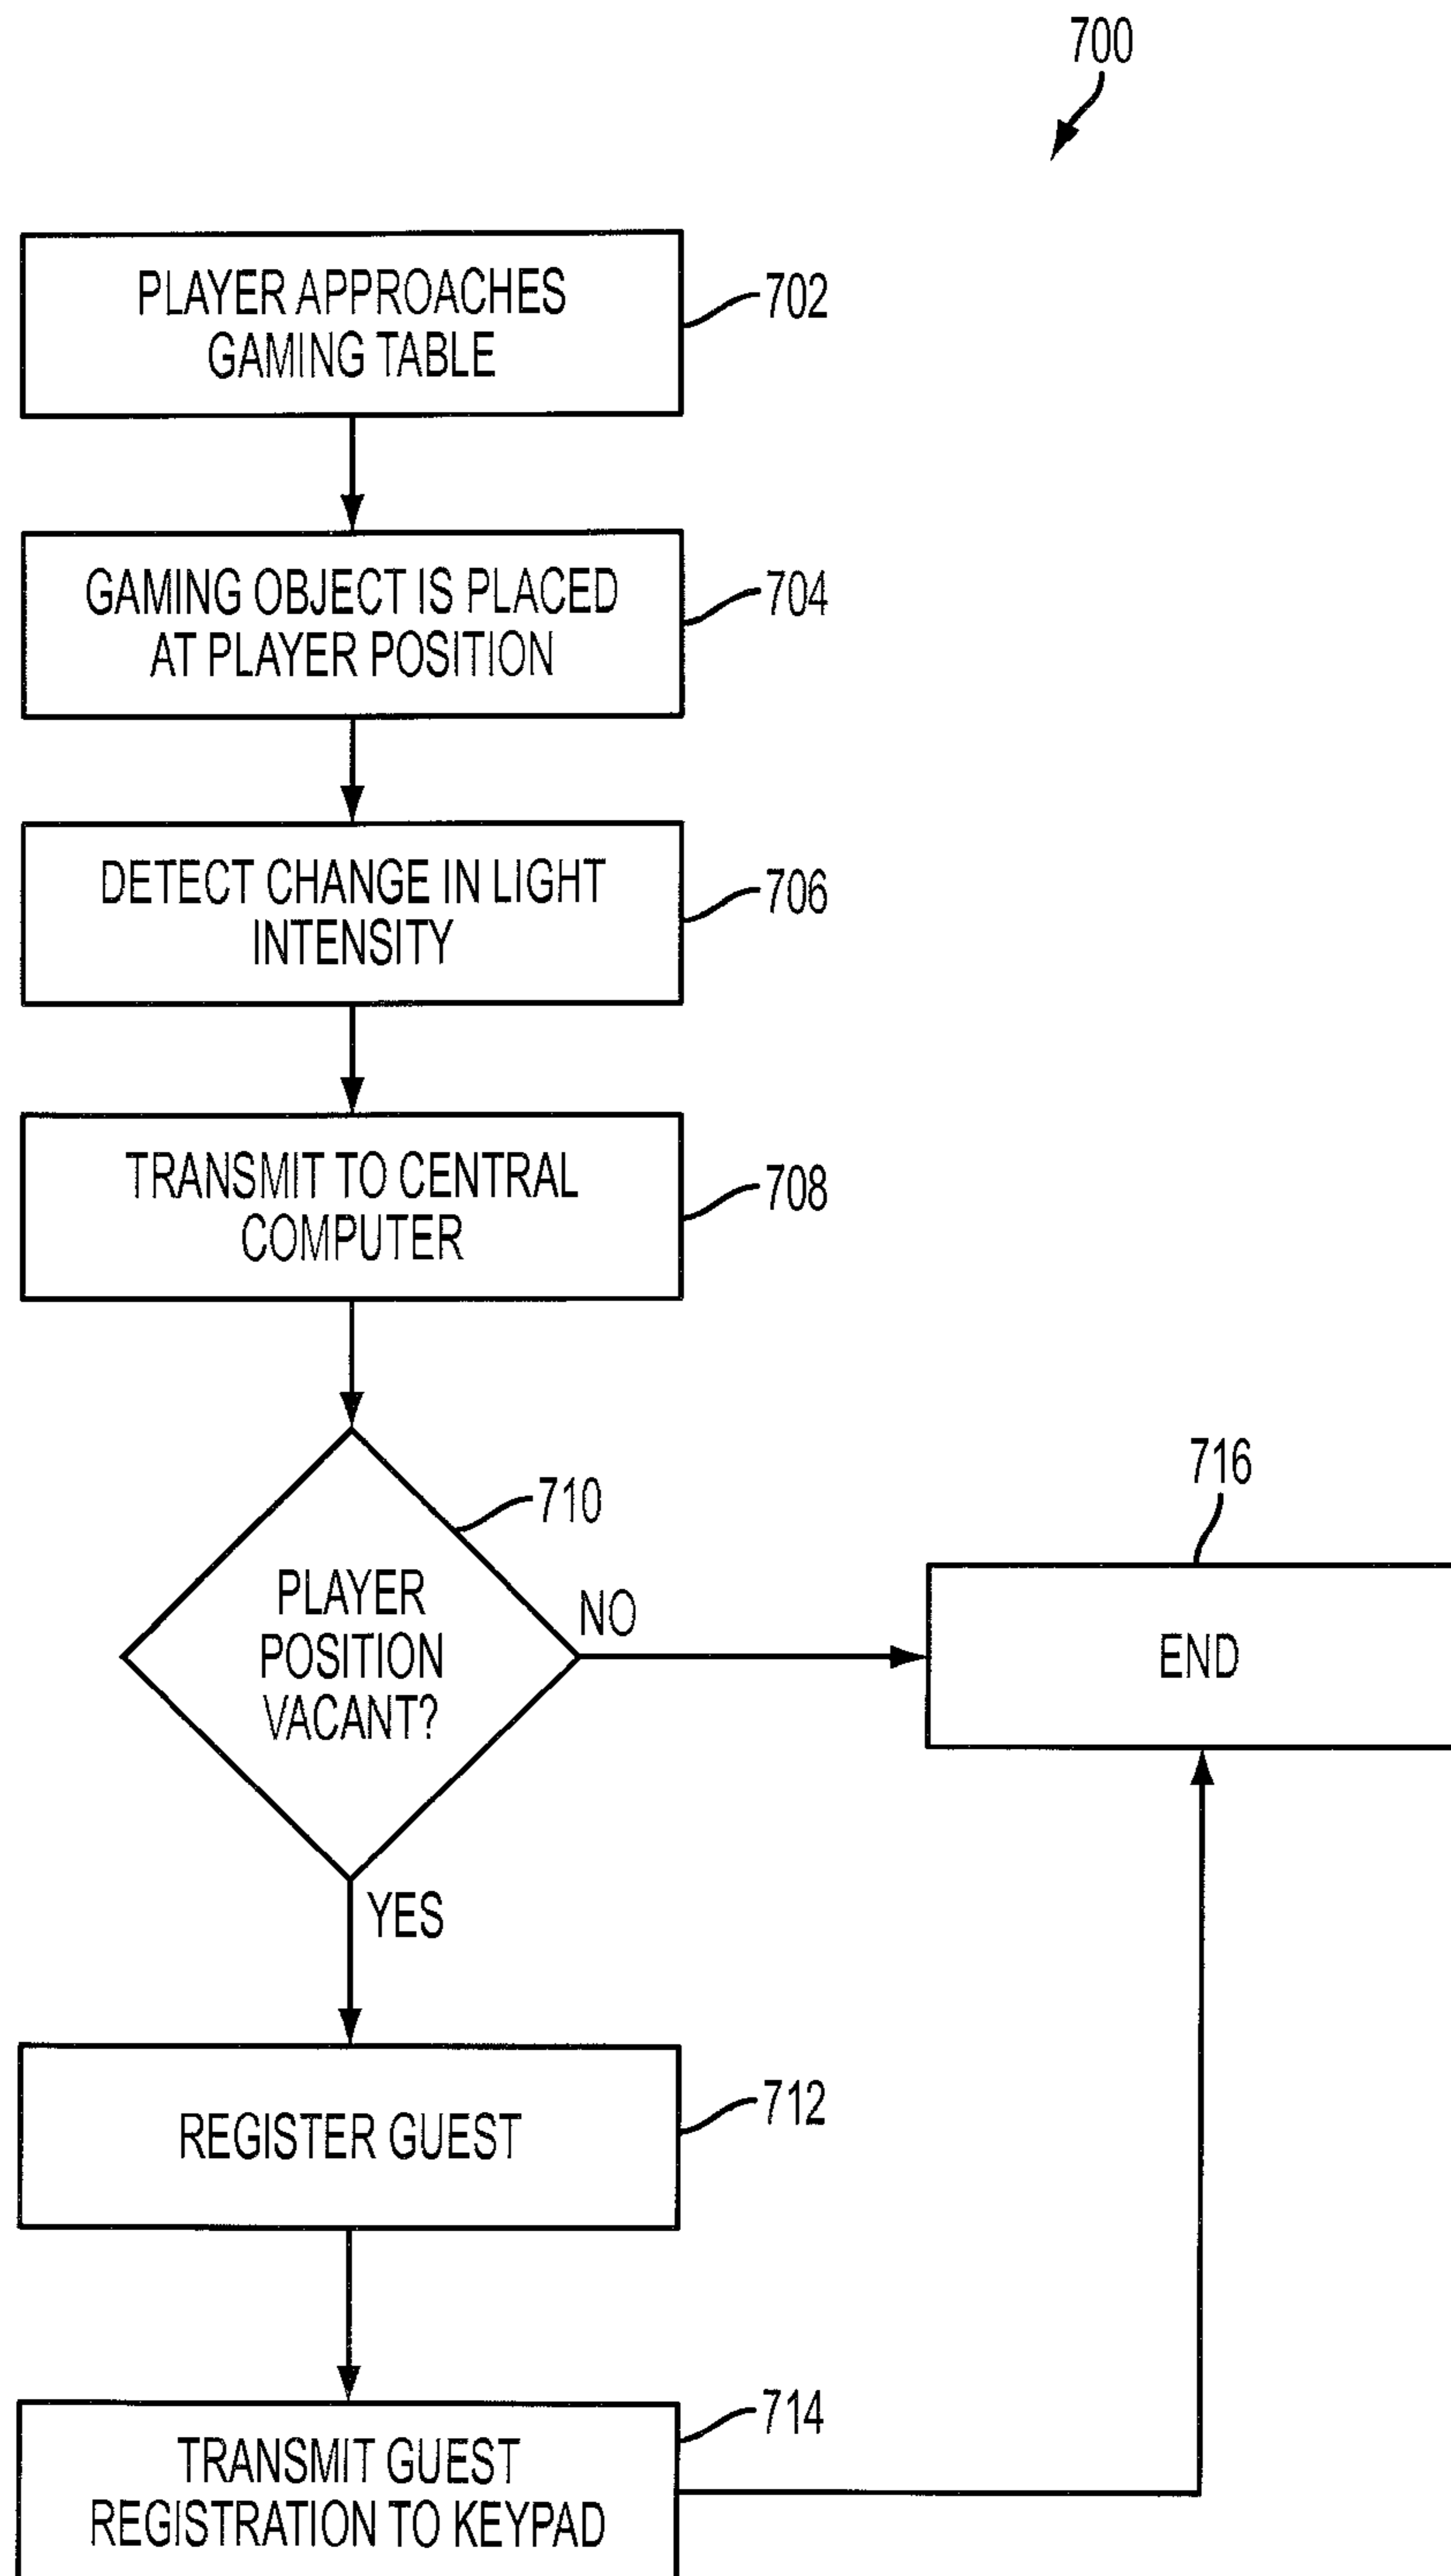 700
PLAYER APPROACHES
GAMING TABLE
702
GAMING OBJECT IS PLACED
AT PLAYER POSITION
704
DETECT CHANGE IN LIGHT
INTENSITY
706
TRANSMIT TO CENTRAL
COMPUTER
708
710
PLAYER
POSITION
VACANT?
NO
716
END
YES
REGISTER GUEST
712
714
TRANSMIT GUEST
REGISTRATION TO KEYPAD